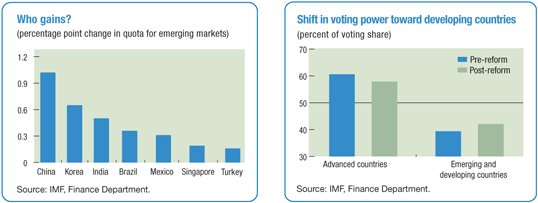 Who gains?
(percentage point change in quota for emerging markets)
1.2
0.9
0.6
0.3
0
China Korea India Brazil Mexico Singapore Turkey
Source: IMF, Finance Department.
Shift in voting power toward developing countries
(percent of voting share)
70
60
50
40
30
Pre-reform
Post-reform
Advanced countries
Emerging and
developing countries
Source: IMF, Finance Department.